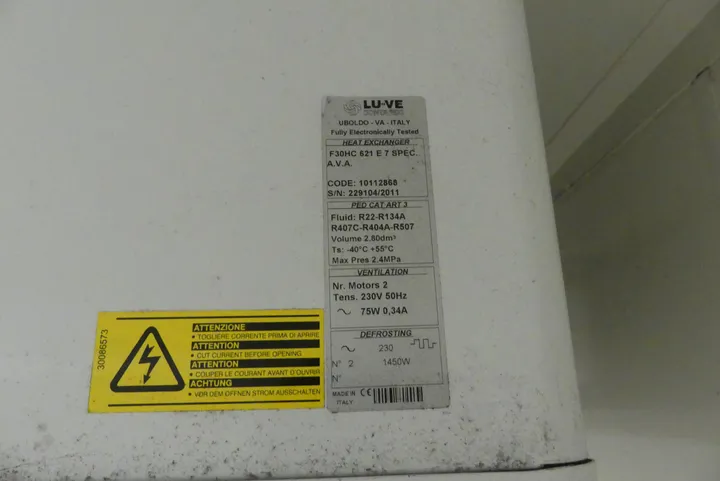 LU-VE
UBOLDO - VA - ITALY
Fully Electronically Tested
HEAT EXCHANGER
F30HC 621 E 7 SPEC.
A.V.A.
CODE: 10112868
S/N: 229104/2011
PED CAT ART 3
Fluid: R22-R134A
R407C-R404A-R507
Volume 2.80dm³
Ts: -40°C +55°C
Max Pres 2.4MPa
VENTILATION
Nr. Motors 2
Tens. 230V 50Hz
~ 75W 0,34A
DEFROSTING
~ 230
N° 2 1450W
N°
MADE IN ITALY CE
30086573
ATTENZIONE
• TOGLIERE CORRENTE PRIMA DI APRIRE
ATTENTION
• CUT CURRENT BEFORE OPENING
ATTENTION
• COUPER LE COURANT AVANT D'OUVRIR
ACHTUNG
• VOR DEM ÖFFNEN STROM AUSSCHALTEN